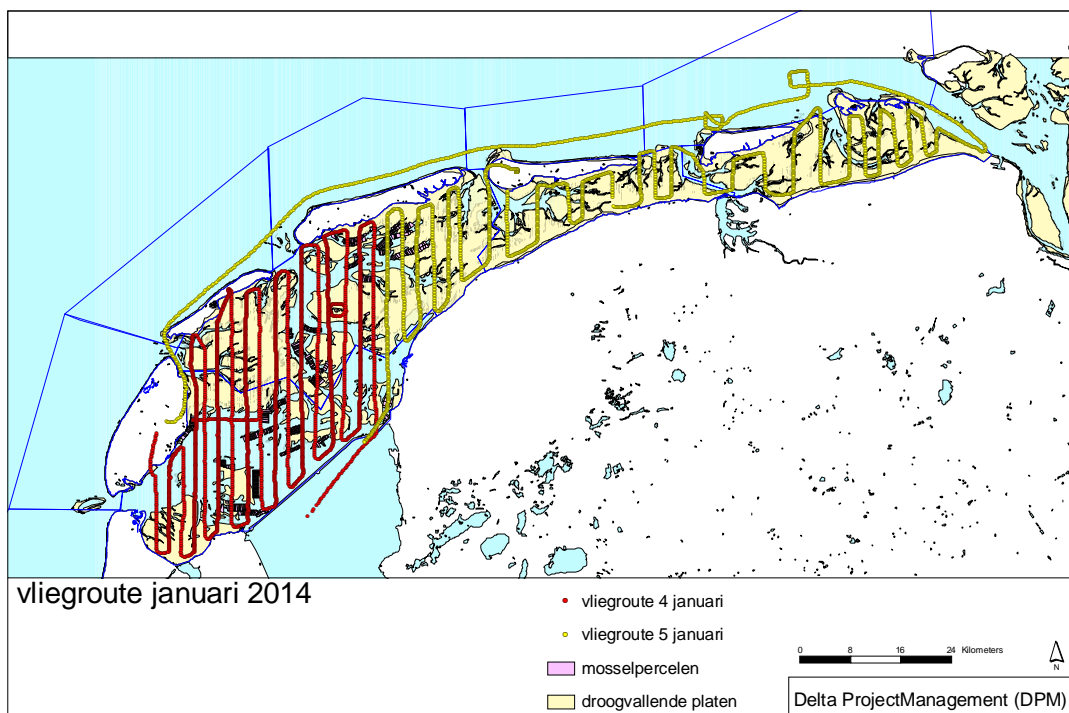 vliegroute januari 2014
vliegroute 4 januari
vliegroute 5 januari
mosselpercelen
droogvallende platen
0 8 16 24 Kilometers
N
Delta ProjectManagement (DPM)